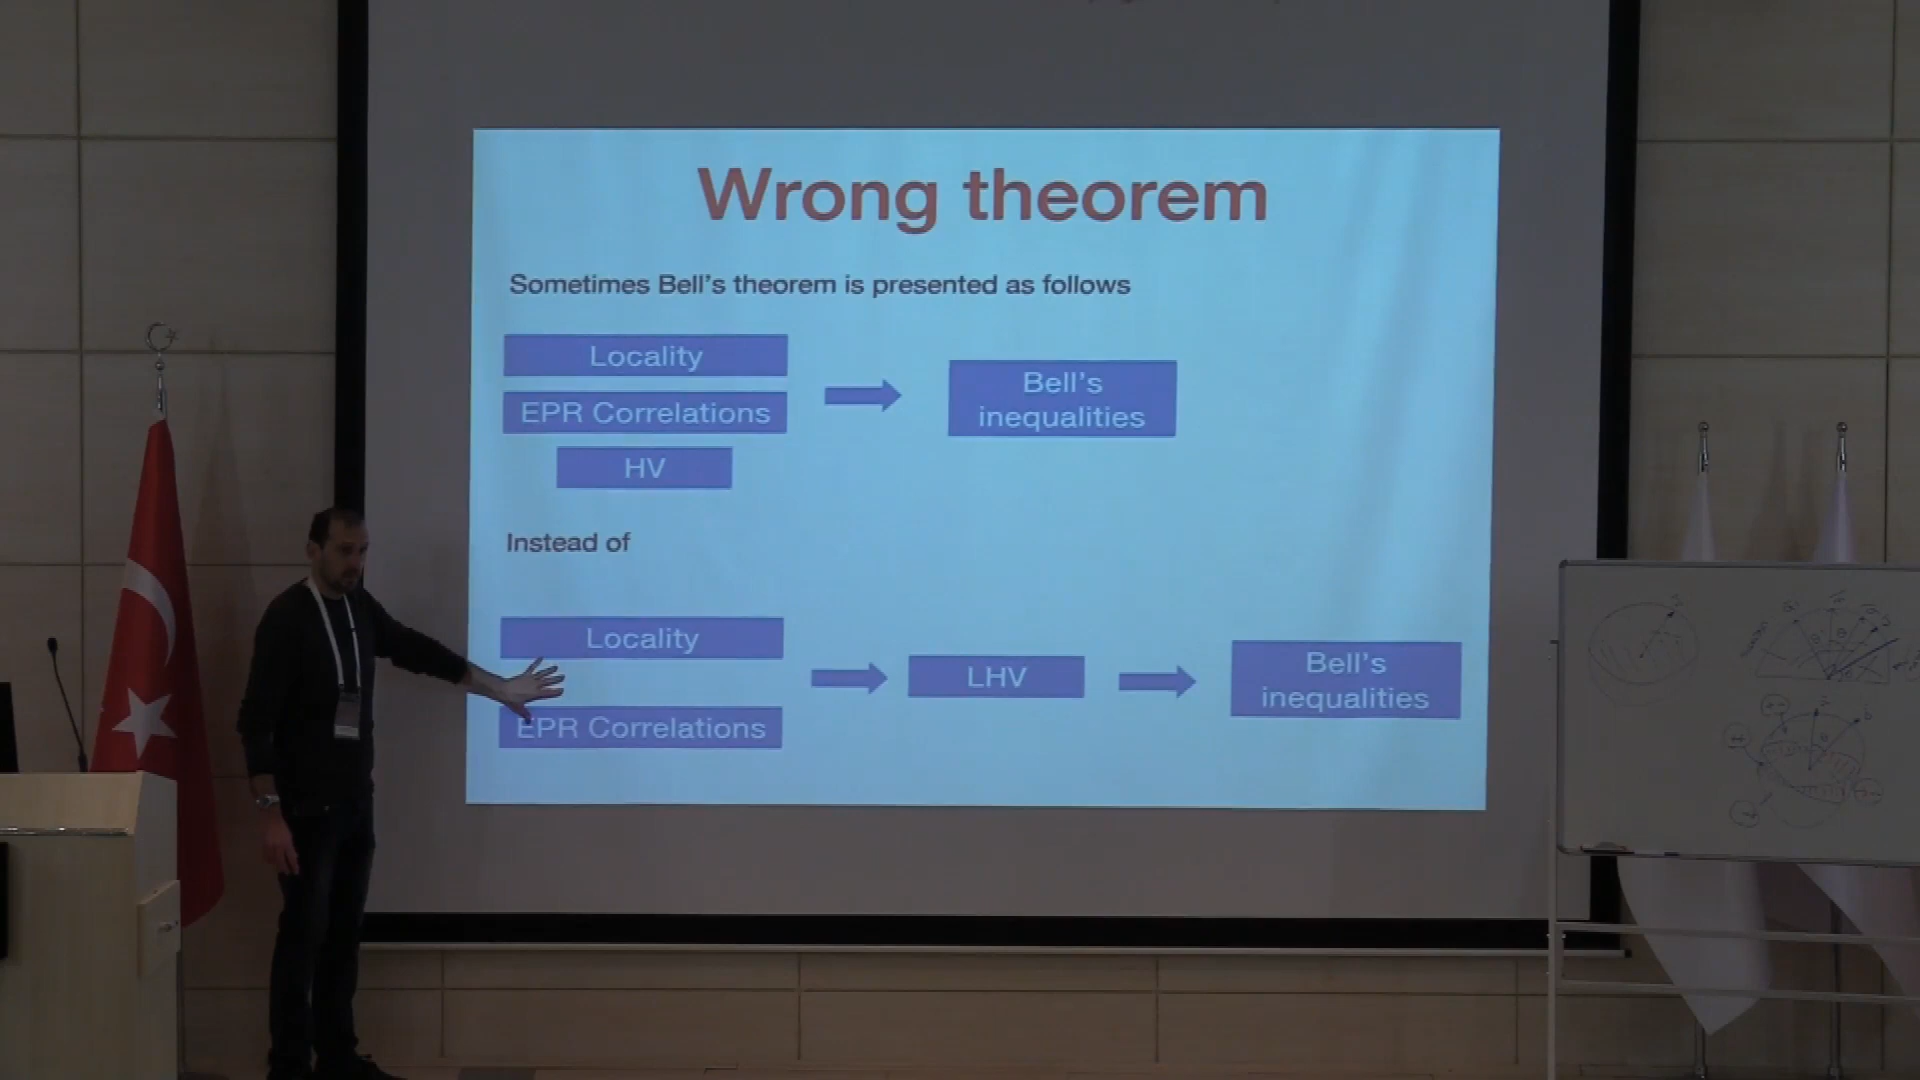 Wrong theorem
Sometimes Bell's theorem is presented as follows
Locality
EPR Correlations
HV
Bell's
inequalities
Instead of
Locality
EPR Correlations
LHV
Bell's
inequalities